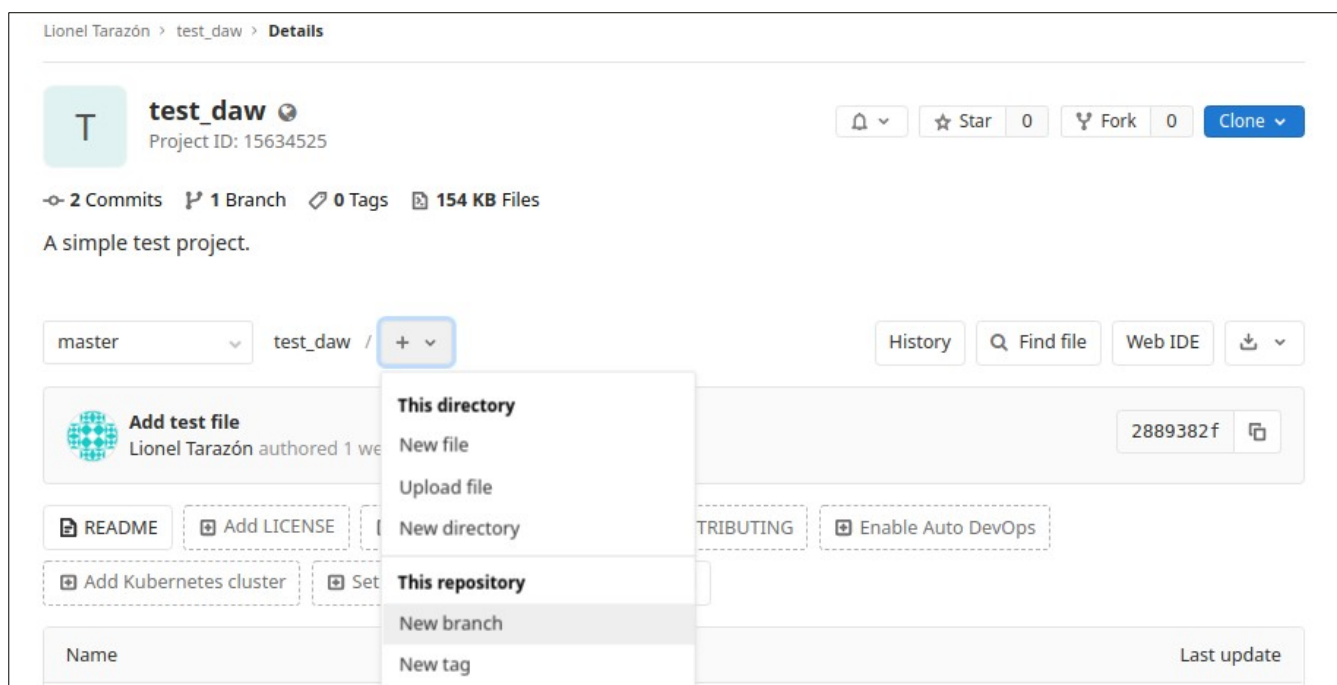 Lionel Tarazón > test_daw > Details
T
test_daw
Project ID: 15634525
Star 0
Fork 0
Clone
2 Commits 1 Branch 0 Tags 154 KB Files
A simple test project.
master
test_daw / +
History
Find file
Web IDE
This directory
New file
Upload file
New directory
This repository
New branch
New tag
Add test file
Lionel Tarazón authored 1 we
2889382f
README
Add LICENSE
TRIBUTING
Enable Auto DevOps
Add Kubernetes cluster
Set
Name
Last update